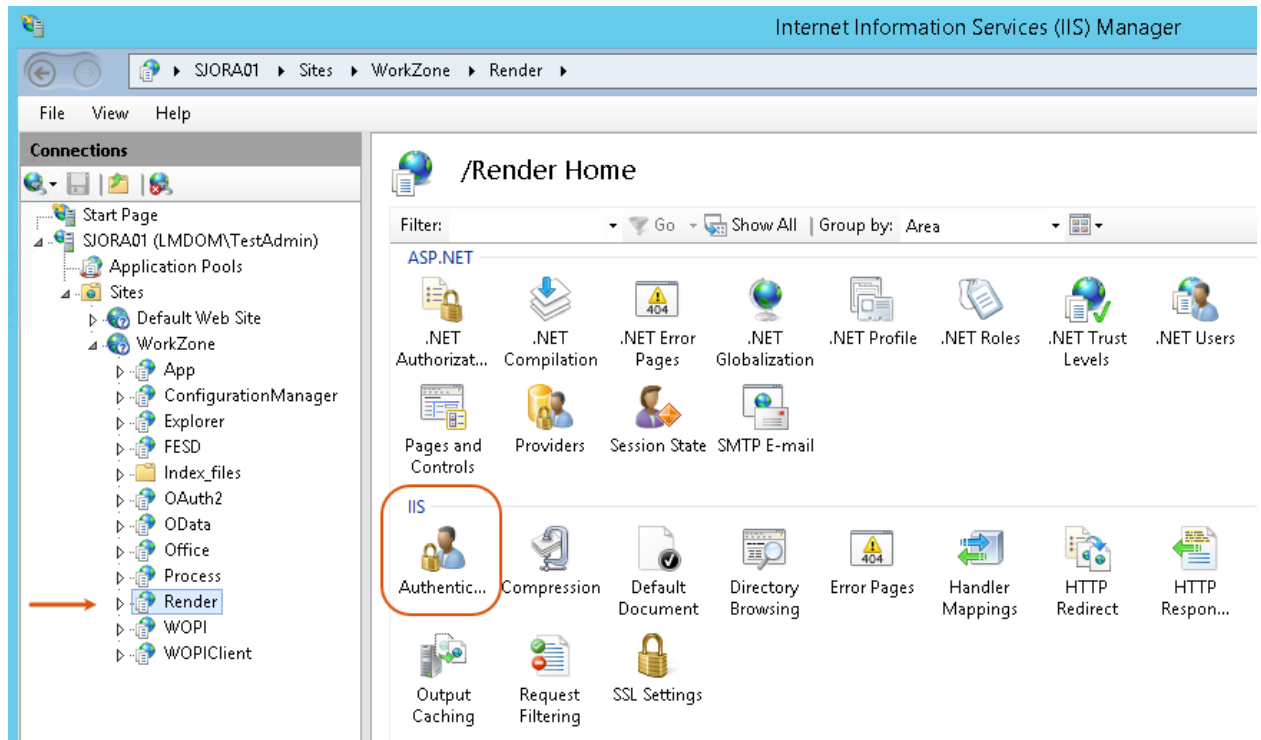 Internet Information Services (IIS) Manager
SJORA01 Sites WorkZone Render
File View Help
Connections
Start Page
SJORA01 (LMDOM\TestAdmin)
Application Pools
Sites
Default Web Site
WorkZone
App
ConfigurationManager
Explorer
FESD
Index_files
OAuth2
OData
Office
Process
Render
WOPI
WOPIClient
/Render Home
Filter: Go Show All Group by: Area
ASP.NET
404
.NET .NET .NET Error .NET .NET Profile .NET Roles .NET Trust .NET Users
Authorizat... Compilation Pages Globalization Levels
Pages and Providers Session State SMTP E-mail
Controls
IIS
404
Authentic... Compression Default Directory Error Pages Handler HTTP HTTP
Document Browsing Mappings Redirect Respon...
Output Request SSL Settings
Caching Filtering